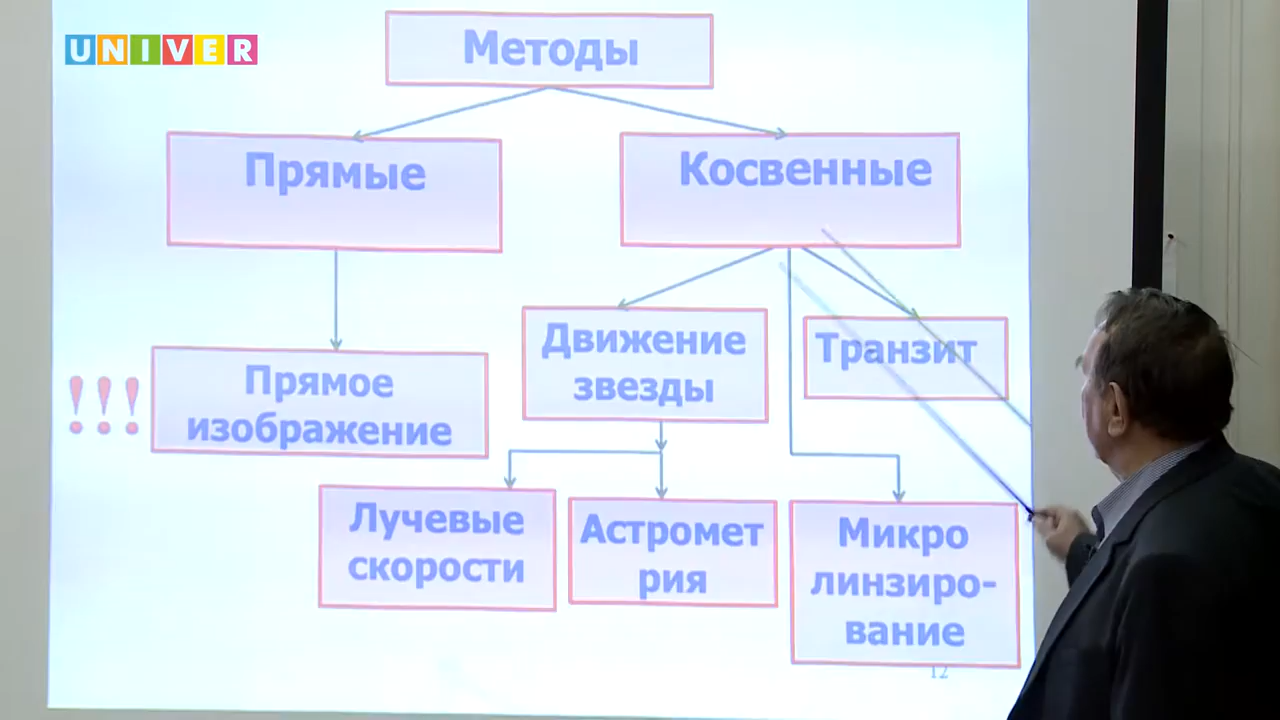 UNIVER
Методы
Прямые
Косвенные
Движение
звезды
Транзит
!!! Прямое
изображение
Лучевые
скорости
Астромет
рия
Микро
линзиро-
вание
12